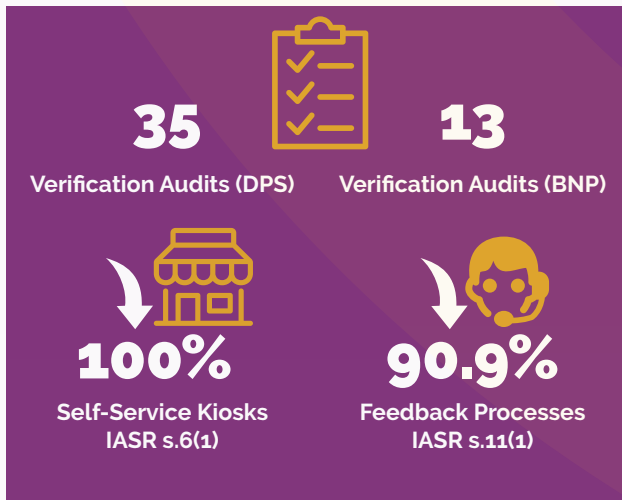 35
Verification Audits (DPS)
13
Verification Audits (BNP)
100%
Self-Service Kiosks
IASR s.6(1)
90.9%
Feedback Processes
IASR s.11(1)